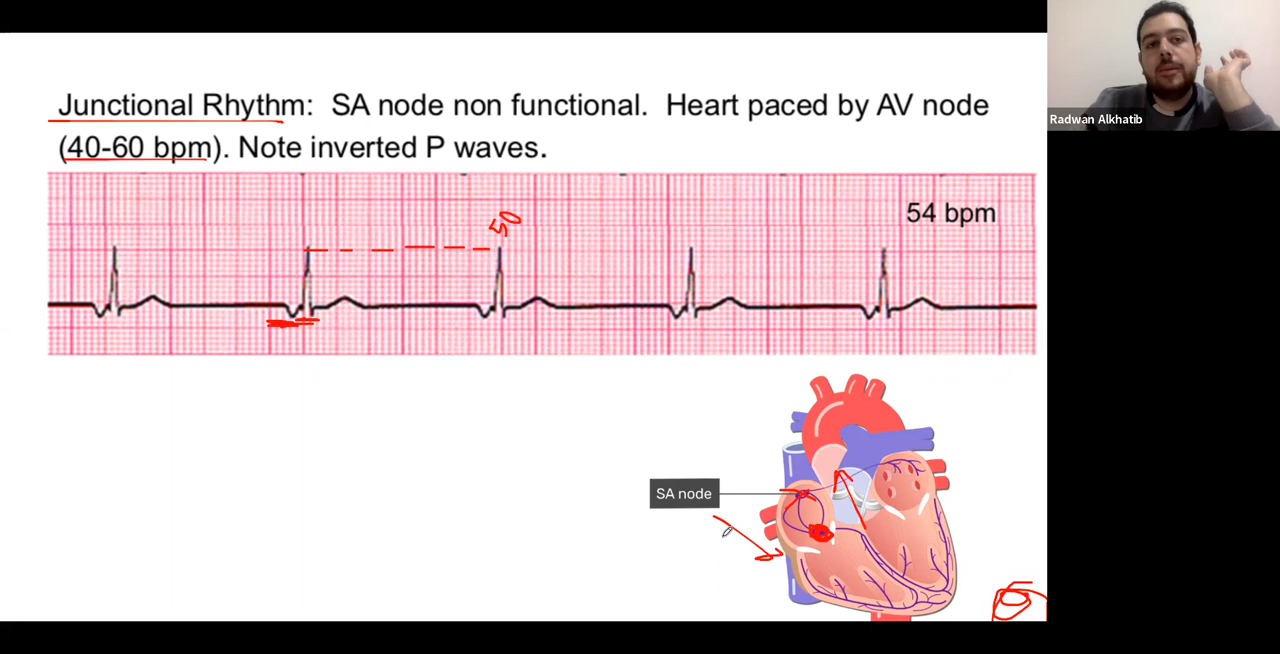 Radwan Alkhatib
Junctional Rhythm: SA node non functional. Heart paced by AV node
(40-60 bpm). Note inverted P waves.
54 bpm
50
SA node